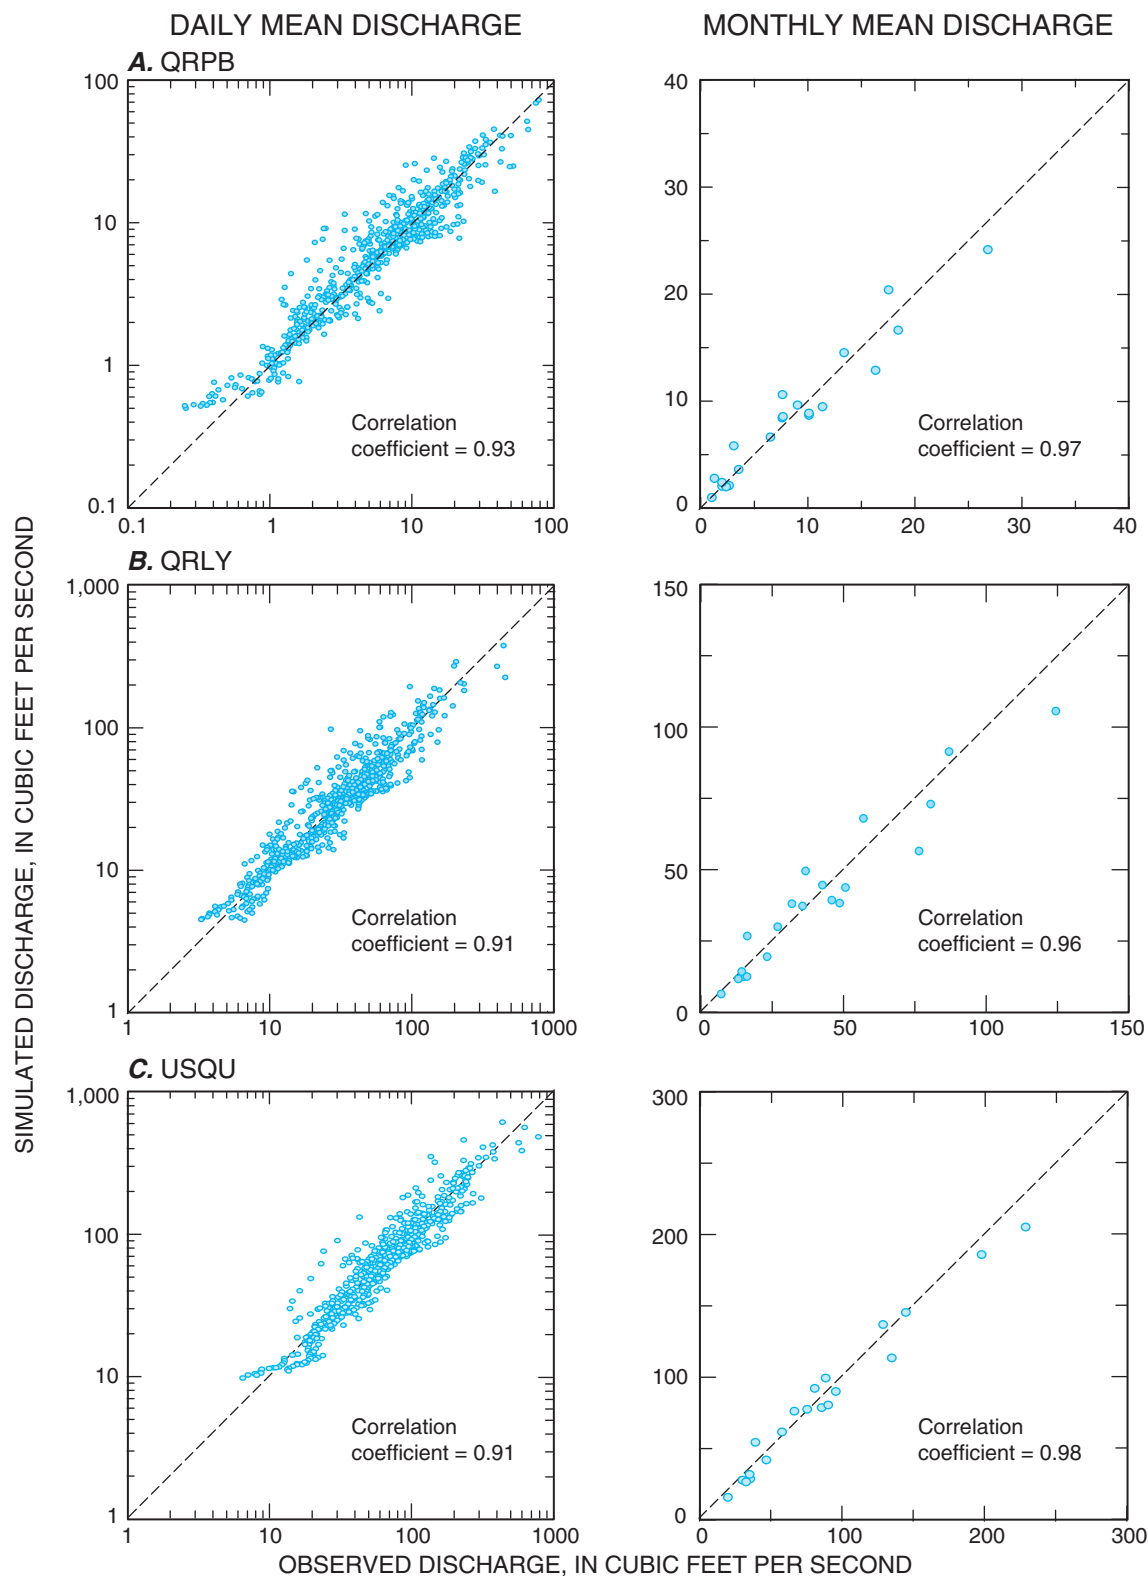 DAILY MEAN DISCHARGE
MONTHLY MEAN DISCHARGE
A. QRPB
100
10
1
0.1
0.1 1 10 100
Correlation
coefficient = 0.93
40
30
20
10
0
0 10 20 30 40
Correlation
coefficient = 0.97
B. QRLY
1,000
100
10
1
1 10 100 1000
Correlation
coefficient = 0.91
150
100
50
0
0 50 100 150
Correlation
coefficient = 0.96
C. USQU
1,000
100
10
1
1 10 100 1000
Correlation
coefficient = 0.91
300
200
100
0
0 100 200 300
Correlation
coefficient = 0.98
SIMULATED DISCHARGE, IN CUBIC FEET PER SECOND
OBSERVED DISCHARGE, IN CUBIC FEET PER SECOND